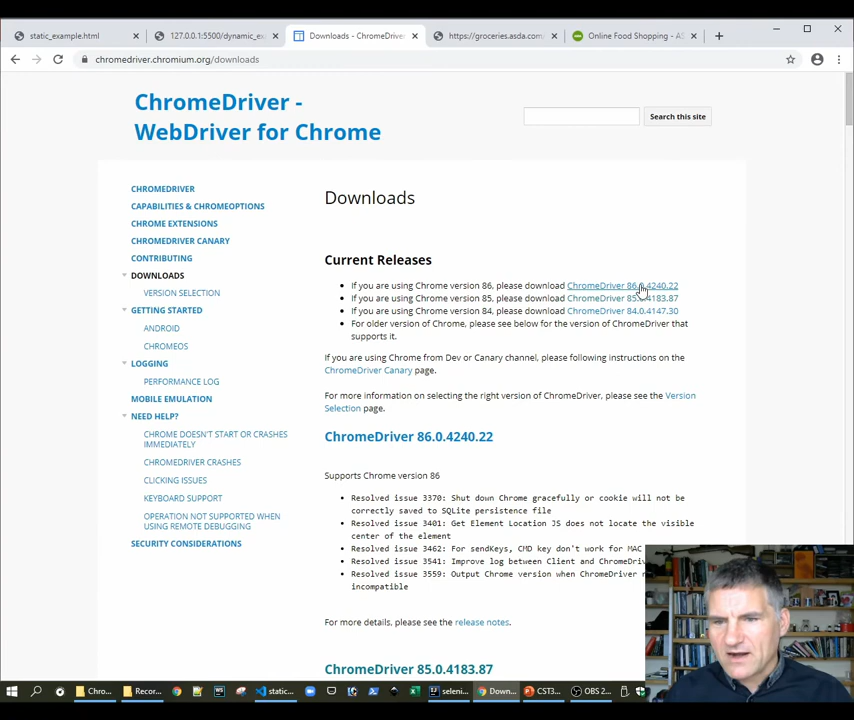 static_example.html
127.0.0.1:5500/dynamic_e
Downloads - ChromeDriver
https://groceries.asda.com/
Online Food Shopping - AS
chromedriver.chromium.org/downloads
ChromeDriver -
WebDriver for Chrome
Search this site
CHROMEDRIVER
CAPABILITIES & CHROMEOPTIONS
CHROME EXTENSIONS
CHROMEDRIVER CANARY
CONTRIBUTING
DOWNLOADS
VERSION SELECTION
GETTING STARTED
ANDROID
CHROMEOS
LOGGING
PERFORMANCE LOG
MOBILE EMULATION
NEED HELP?
CHROME DOESN'T START OR CRASHES
IMMEDIATELY
CHROMEDRIVER CRASHES
CLICKING ISSUES
KEYBOARD SUPPORT
OPERATION NOT SUPPORTED WHEN
USING REMOTE DEBUGGING
SECURITY CONSIDERATIONS
Downloads
Current Releases
If you are using Chrome version 86, please download ChromeDriver 86.0.4240.22
If you are using Chrome version 85, please download ChromeDriver 85.0.4183.87
If you are using Chrome version 84, please download ChromeDriver 84.0.4147.30
For older version of Chrome, please see below for the version of ChromeDriver that
supports it.
If you are using Chrome from Dev or Canary channel, please following instructions on the
ChromeDriver Canary page.
For more information on selecting the right version of ChromeDriver, please see the Version
Selection page.
ChromeDriver 86.0.4240.22
Supports Chrome version 86
Resolved issue 3370: Shut down Chrome gracefully or cookie will not be
correctly saved to SQLite persistence file
Resolved issue 3401: Get Element Location JS does not locate the visible
center of the element
Resolved issue 3462: For sendKeys, CMD key don't work for MAC
Resolved issue 3541: Improve log between Client and ChromeDriv
Resolved issue 3559: Output Chrome version when ChromeDriver
incompatible
For more details, please see the release notes.
ChromeDriver 85.0.4183.87
Chro...
Recor...
static...
seleni...
Down...
CST3...
OBS 2...